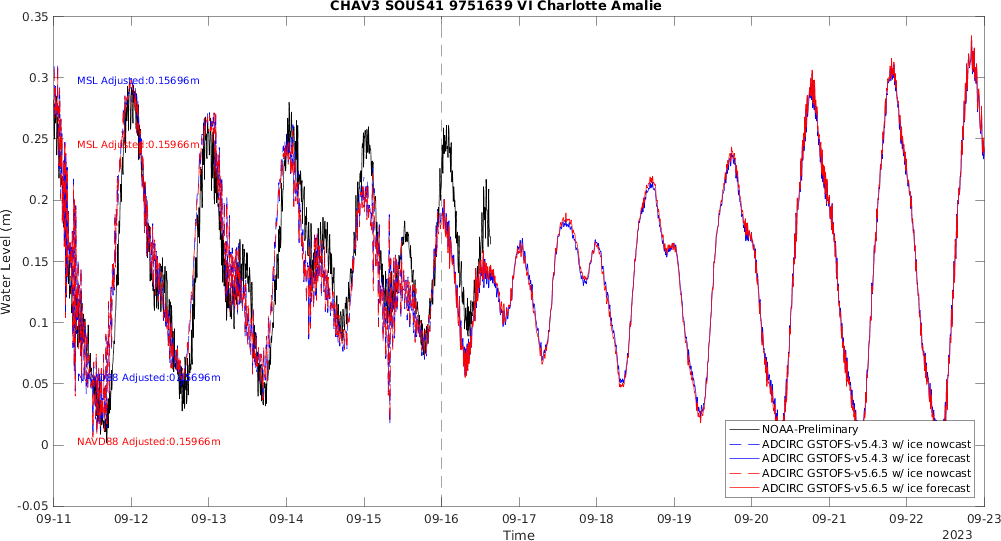 CHAV3 SOUS41 9751639 VI Charlotte Amalie
0.35
0.3
0.25
0.2
0.15
0.1
0.05
0
-0.05
Water Level (m)
MSL Adjusted:0.15696m
MSL Adjusted:0.15966m
NAVD88 Adjusted:0.15696m
NAVD88 Adjusted:0.15966m
NOAA-Preliminary
ADCIRC GSTOFS-v5.4.3 w/ ice nowcast
ADCIRC GSTOFS-v5.4.3 w/ ice forecast
ADCIRC GSTOFS-v5.6.5 w/ ice nowcast
ADCIRC GSTOFS-v5.6.5 w/ ice forecast
09-11 09-12 09-13 09-14 09-15 09-16 09-17 09-18 09-19 09-20 09-21 09-22 09-23
Time
2023